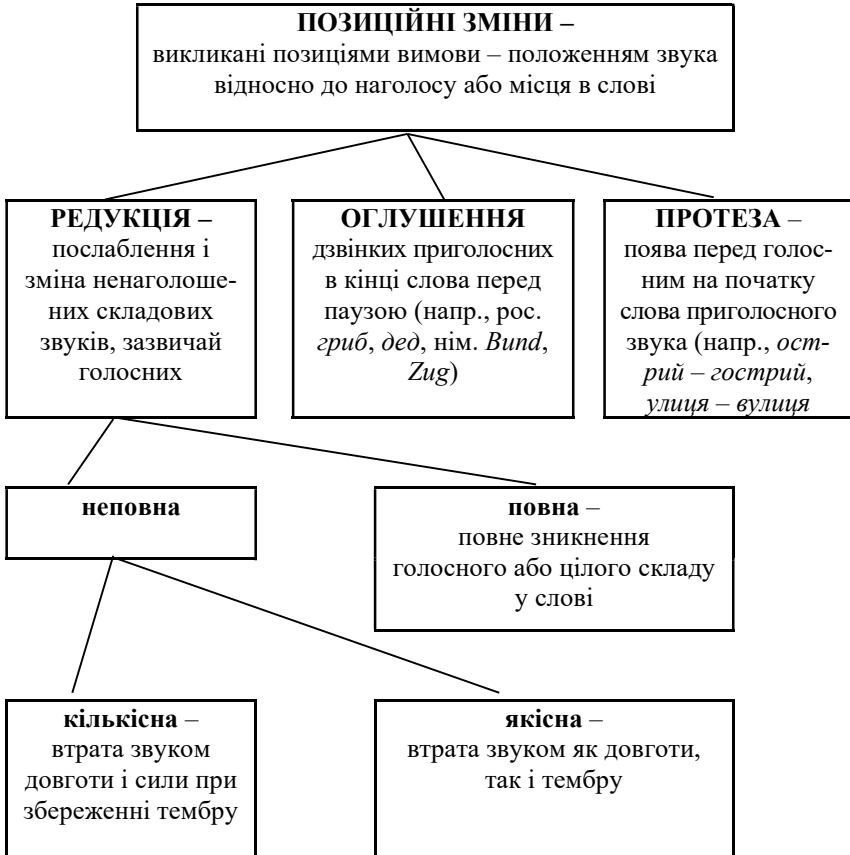 ПОЗИЦІЙНІ ЗМІНИ –
викликані позиціями вимови – положенням звука
відносно до наголосу або місця в слові
РЕДУКЦІЯ –
послаблення і
зміна ненаголоше-
них складових
звуків, зазвичай
голосних
ОГЛУШЕННЯ
дзвінких приголосних
в кінці слова перед
паузою (напр., рос.
гриб, дед, нім. Bund,
Zug)
ПРОТЕЗА –
поява перед голос-
ним на початку
слова приголосного
звука (напр., ост-
рий – гострий,
улиця – вулиця
неповна
повна –
повне зникнення
голосного або цілого складу
у слові
кількісна –
втрата звуком
довготи і сили при
збереженні тембру
якісна –
втрата звуком як довготи,
так і тембру